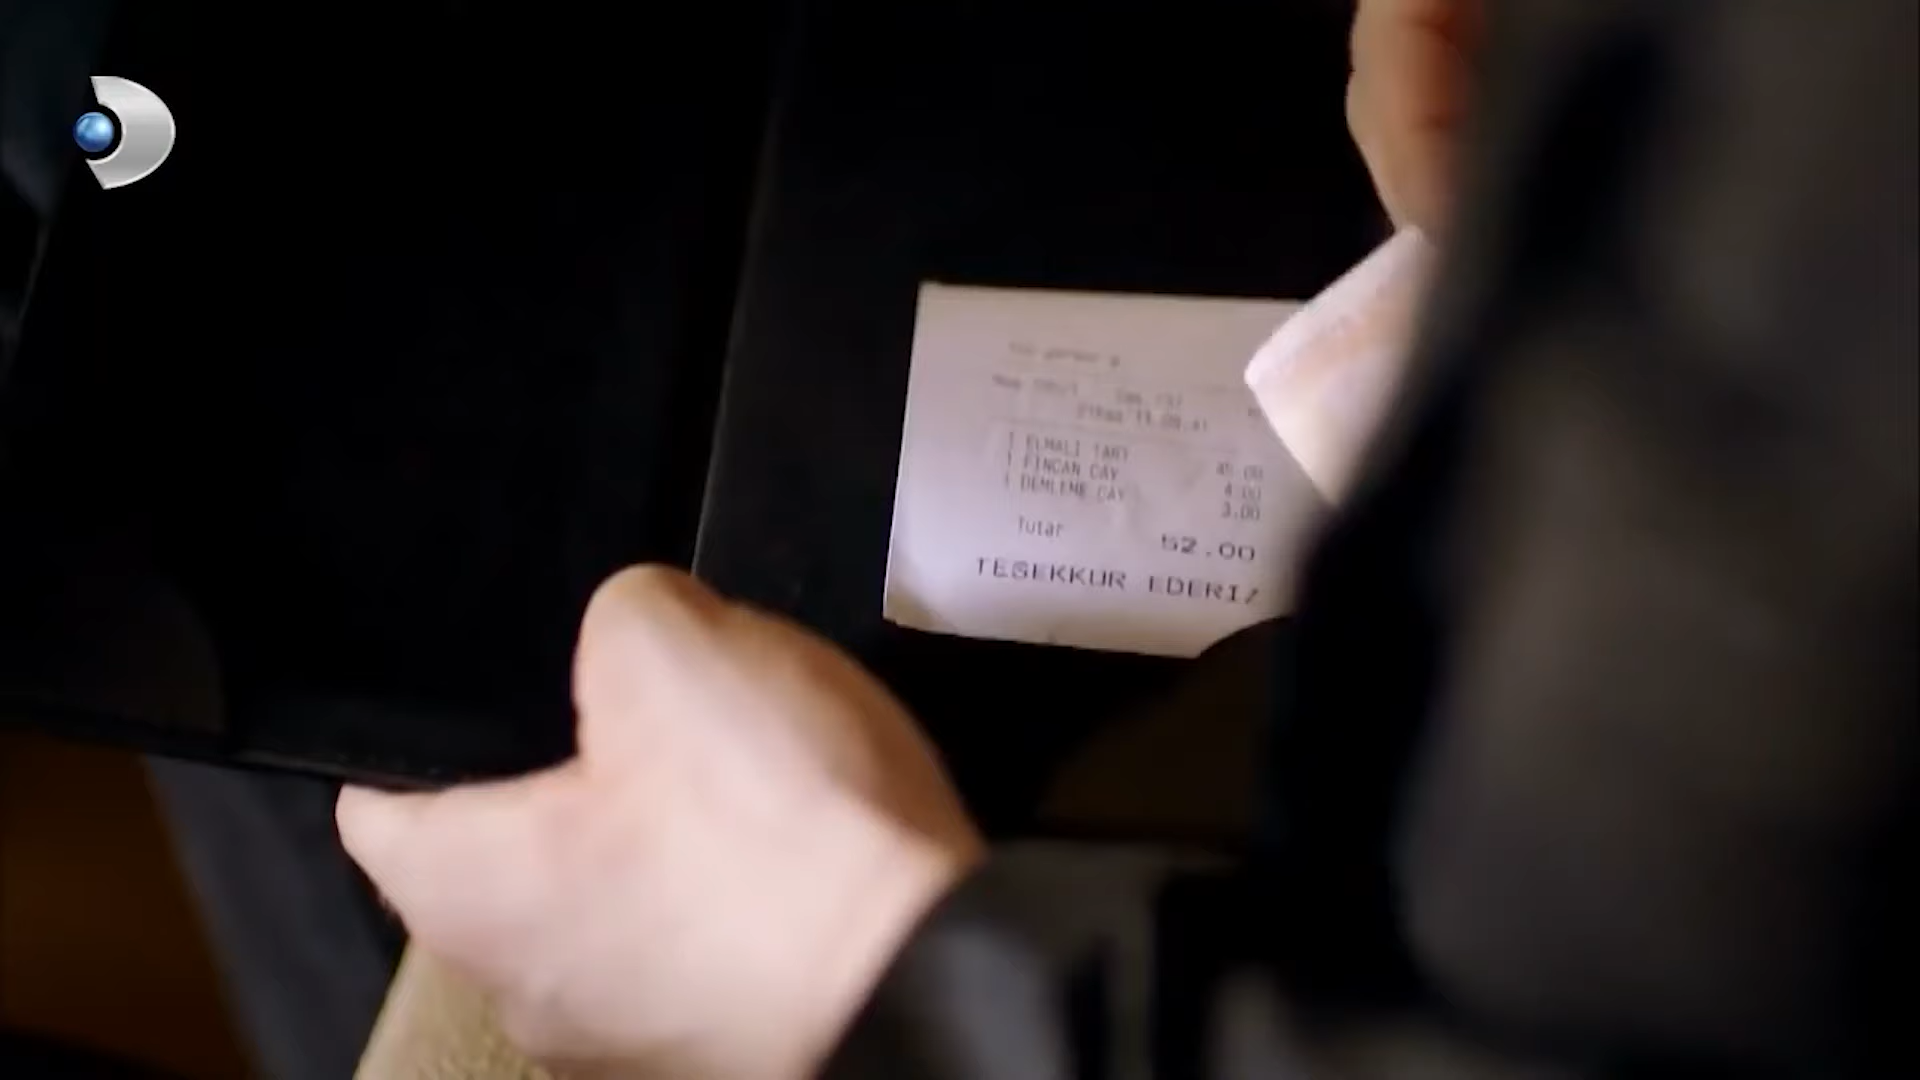 1 ELMALI TART 45.00
1 FINCAN CAY 4.00
1 DEMLEME CAY 3.00
Tutar 52.00
TESEKKUR EDERIZ